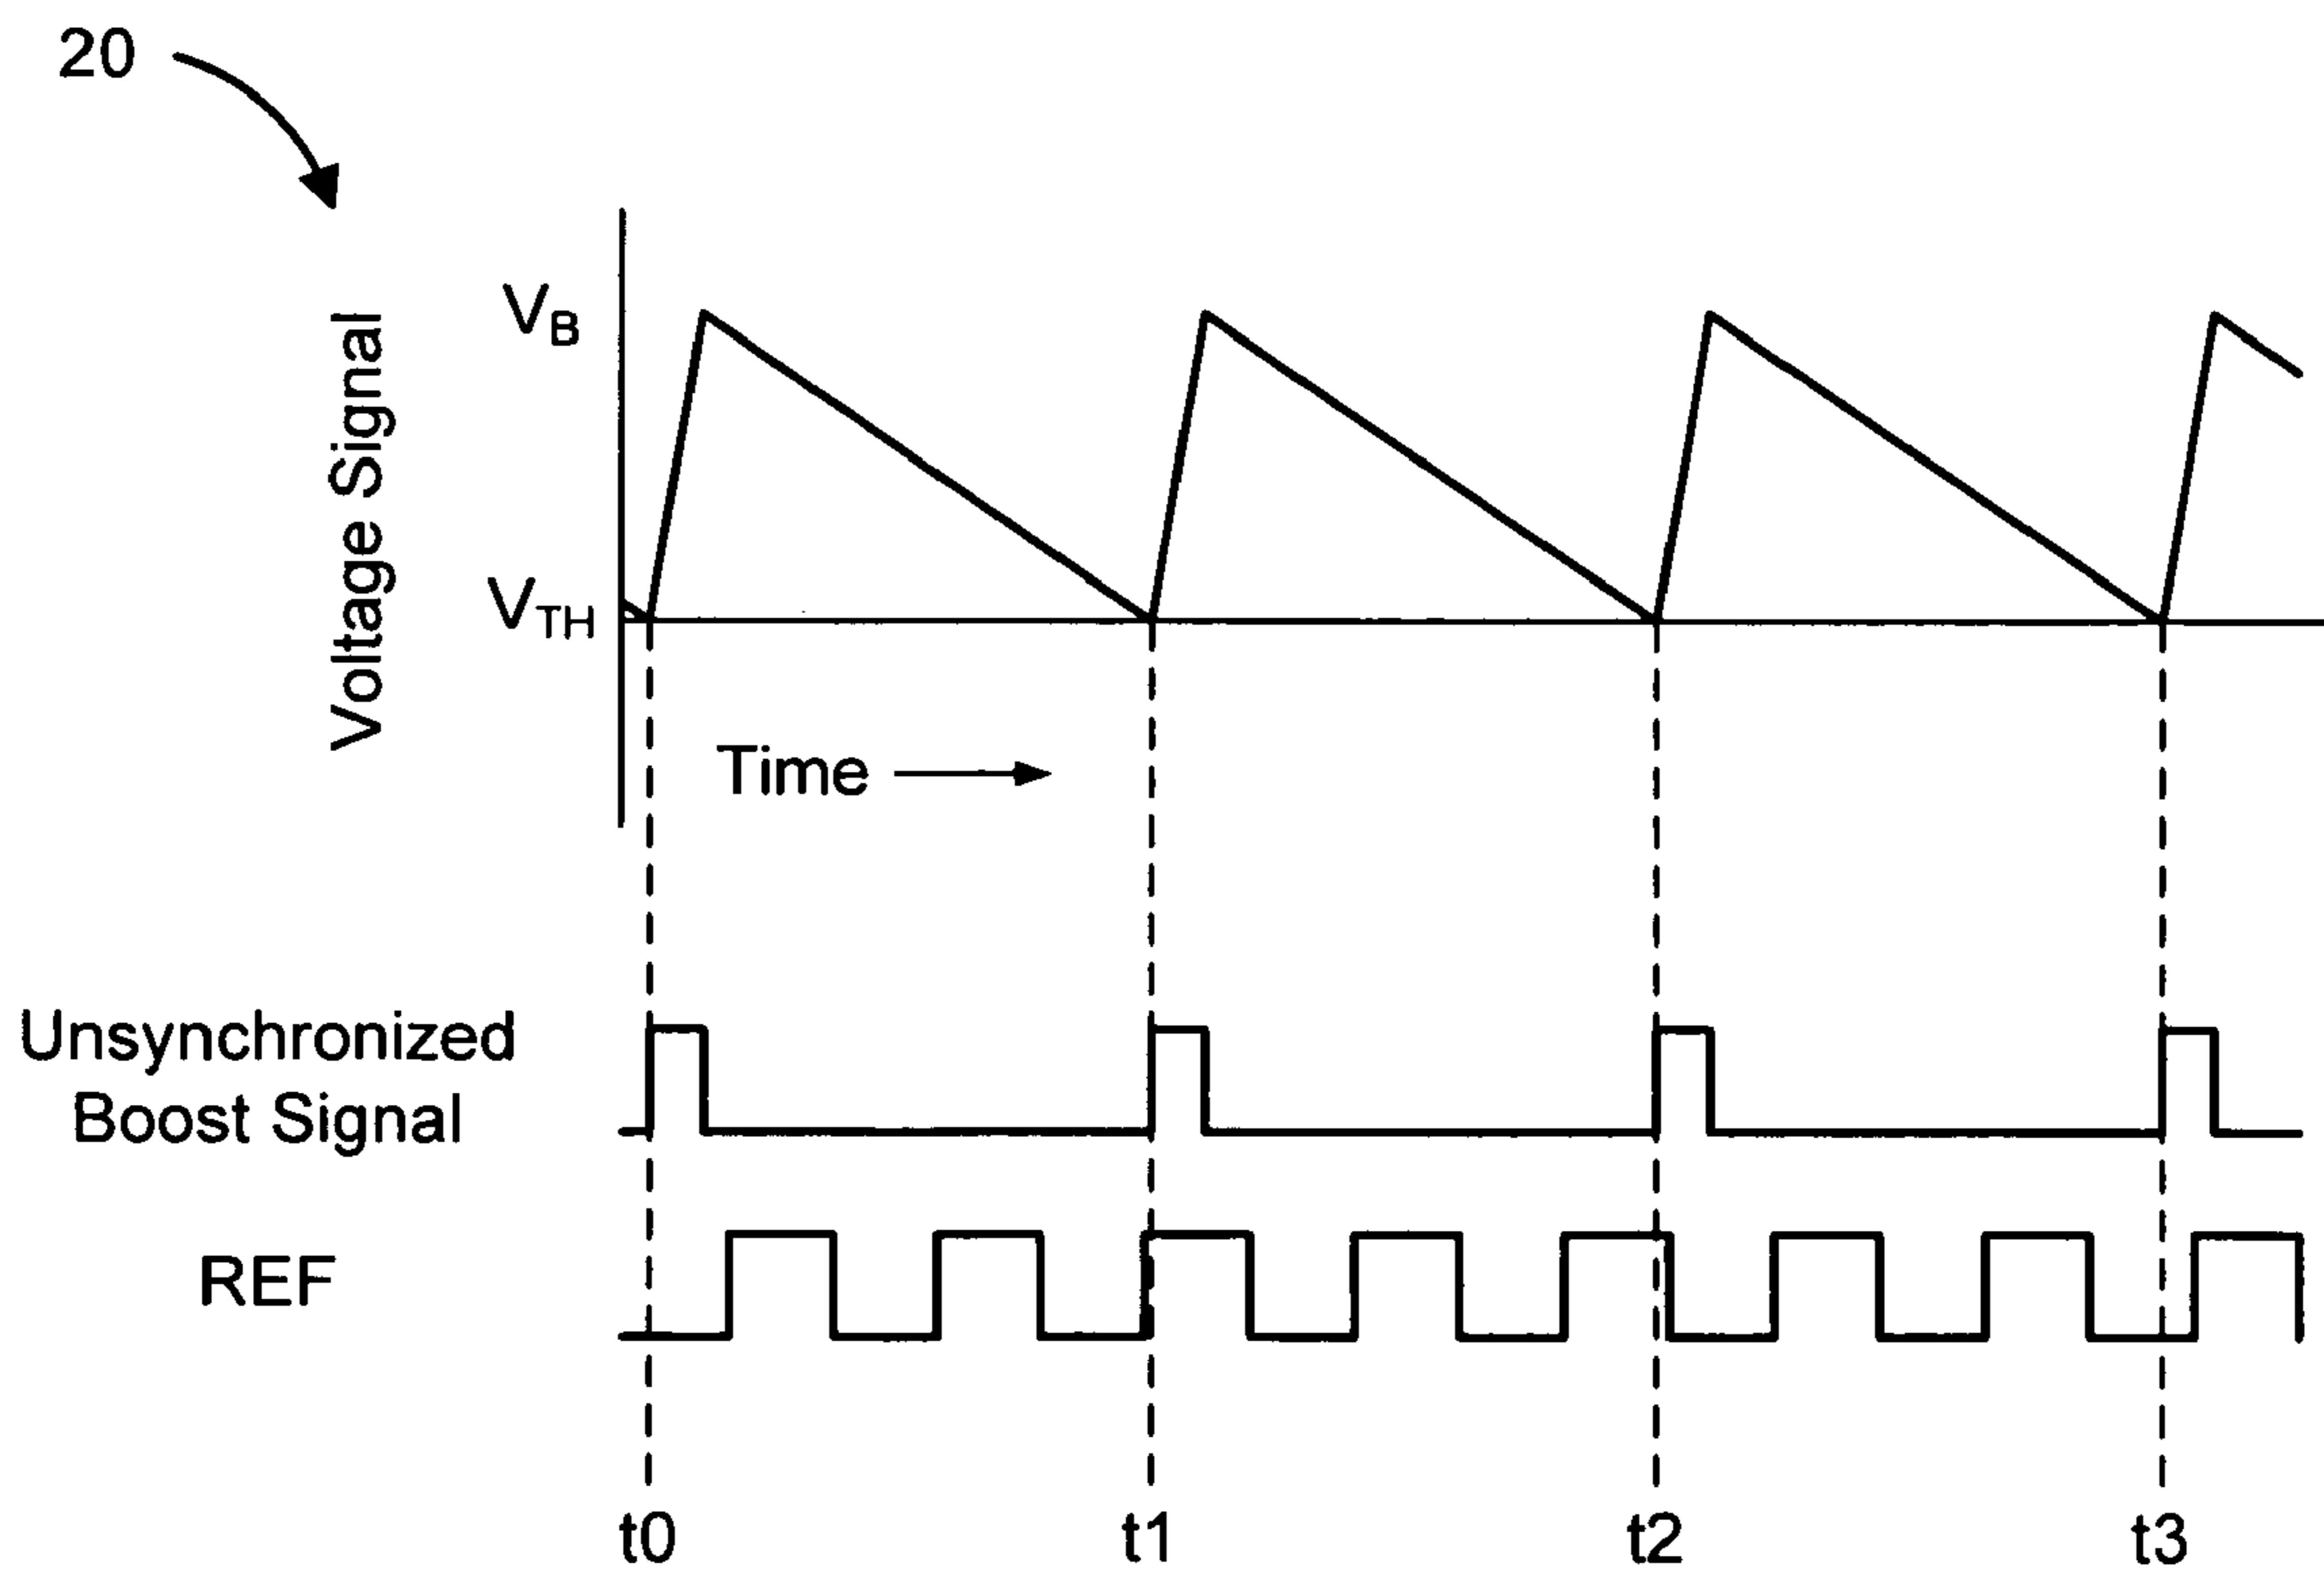 20
Voltage Signal
VB
VTH
Time
Unsynchronized
Boost Signal
REF
t0
t1
t2
t3